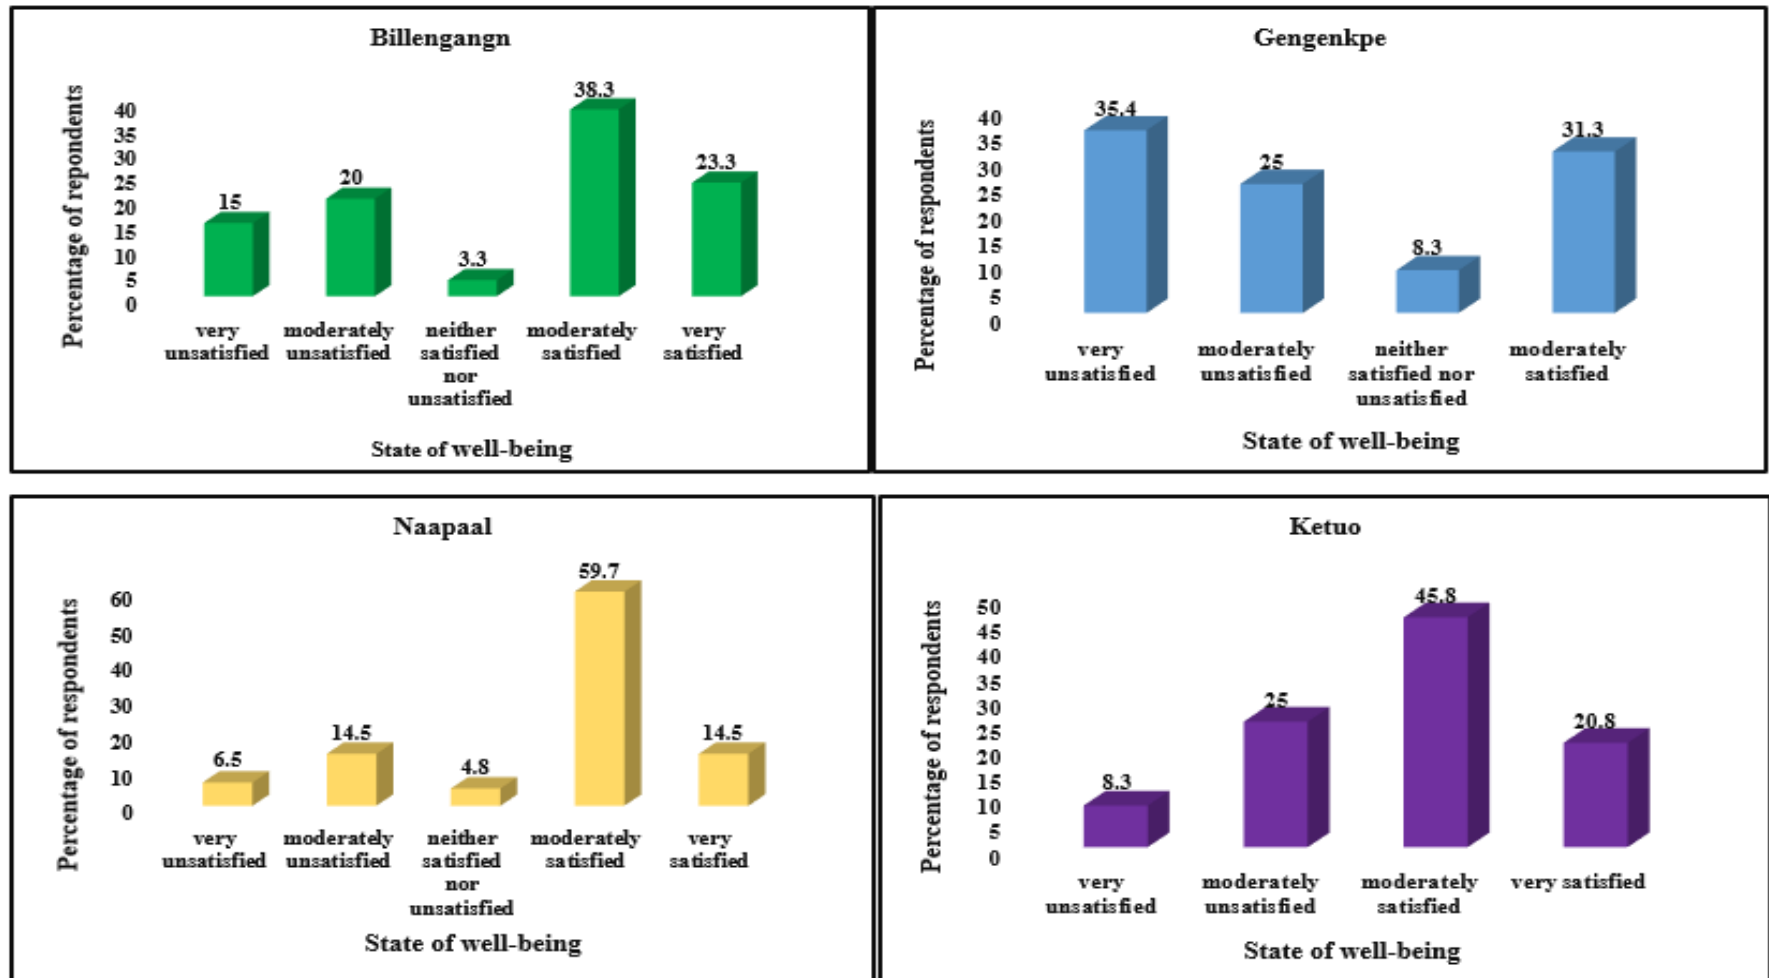 Billengangn
Percentage of repondents
40
35
30
25
20
15
10
5
0
15
20
3.3
38.3
23.3
very
unsatisfied
moderately
unsatisfied
neither
satisfied
nor
unsatisfied
moderately
satisfied
very
satisfied
State of well-being
Gengenkpe
Percentage of respondents
40
35
30
25
20
15
10
5
0
35.4
25
8.3
31.3
very
unsatisfied
moderately
unsatisfied
neither
satisfied nor
unsatisfied
moderately
satisfied
State of well-being
Naapaal
Percentage of respondents
60
50
40
30
20
10
0
6.5
14.5
4.8
59.7
14.5
very
unsatisfied
moderately
unsatisfied
neither
satisfied
nor
unsatisfied
moderately
satisfied
very
satisfied
State of well-being
Ketuo
Percentage of respondents
50
45
40
35
30
25
20
15
10
5
0
8.3
25
45.8
20.8
very
unsatisfied
moderately
unsatisfied
moderately
satisfied
very satisfied
State of well-being